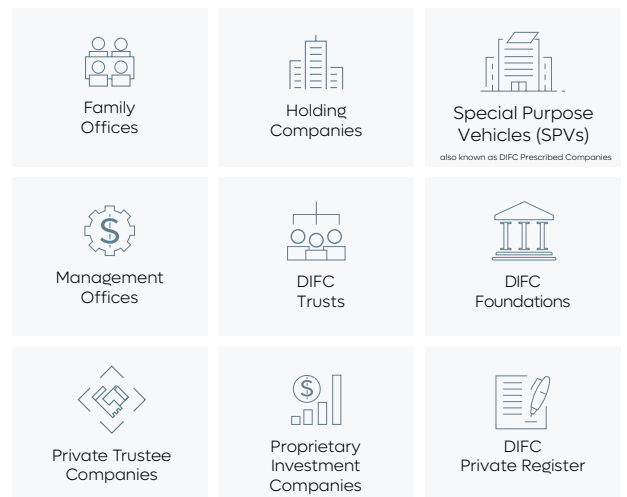 Family
Offices
Holding
Companies
Special Purpose
Vehicles (SPVs)
also known as DIFC Prescribed Companies
$
Management
Offices
DIFC
Trusts
DIFC
Foundations
Private Trustee
Companies
$
Proprietary
Investment
Companies
DIFC
Private Register